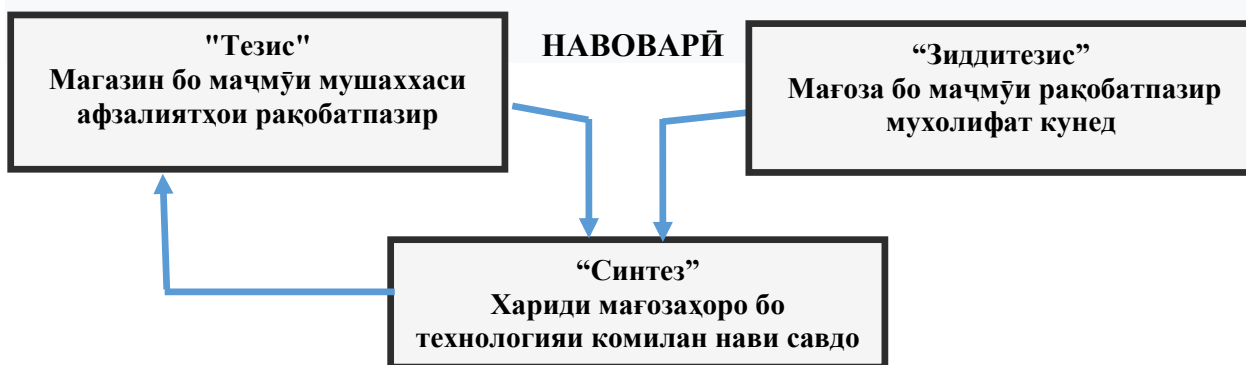 "Тезис"
Магазин бо маҷмӯи мушаххаси
афзалиятҳои рақобатпазир
НАВОВАРӢ
“Зиддитезис”
Мағоза бо маҷмӯи рақобатпазир
мухолифат кунед
“Синтез”
Хариди мағозаҳоро бо
технологияи комилан нави савдо